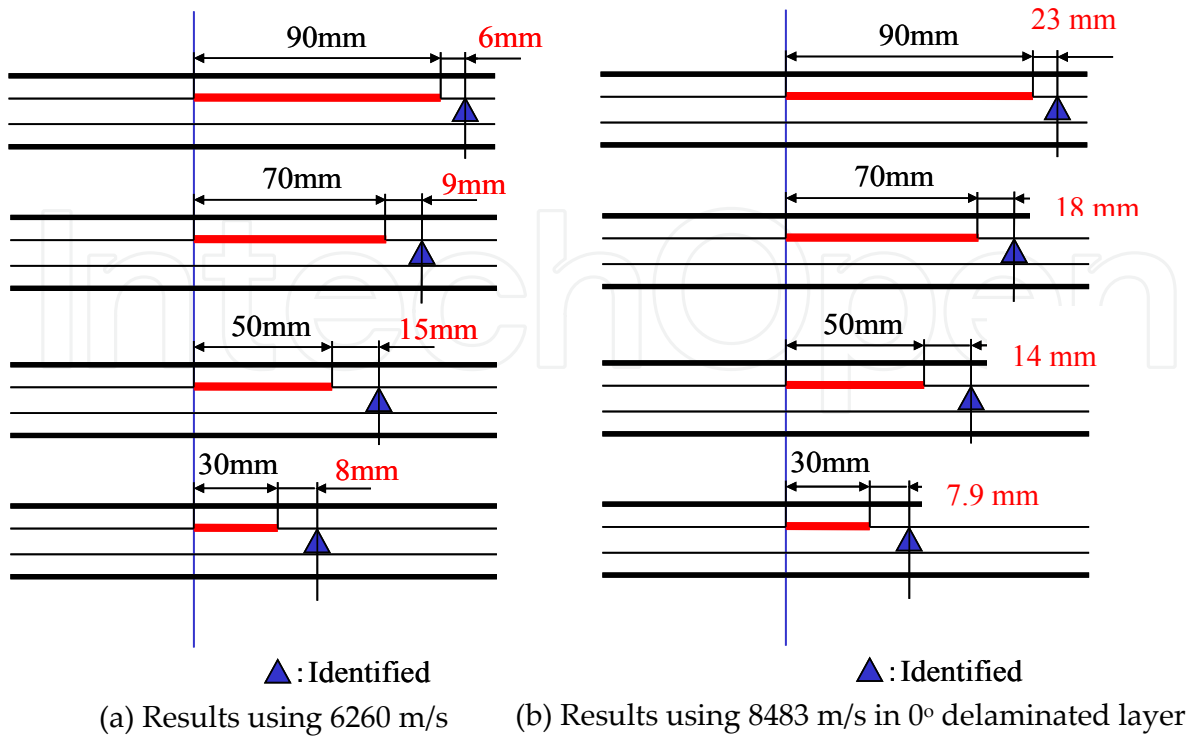 90mm
6mm
70mm
9mm
50mm
15mm
30mm
8mm
: Identified
(a) Results using 6260 m/s
90mm
23 mm
70mm
18 mm
50mm
14 mm
30mm
7.9 mm
: Identified
(b) Results using 8483 m/s in 0° delaminated layer
IntechOpen